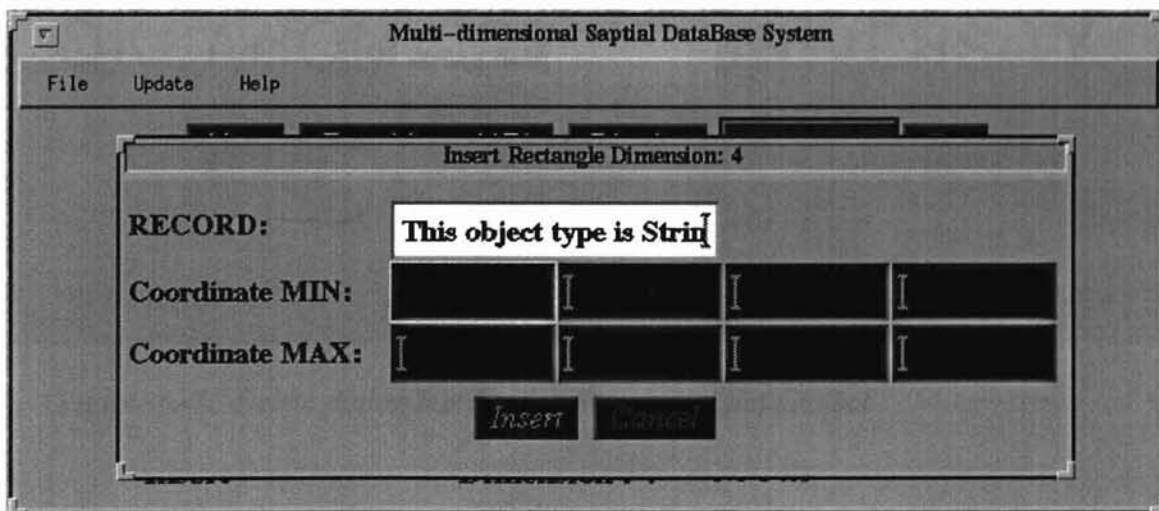 Multi-dimensional Saptial DataBase System
File Update Help
Insert Rectangle Dimension: 4
RECORD: This object type is Strin
Coordinate MIN:
Coordinate MAX:
Insert Cancel